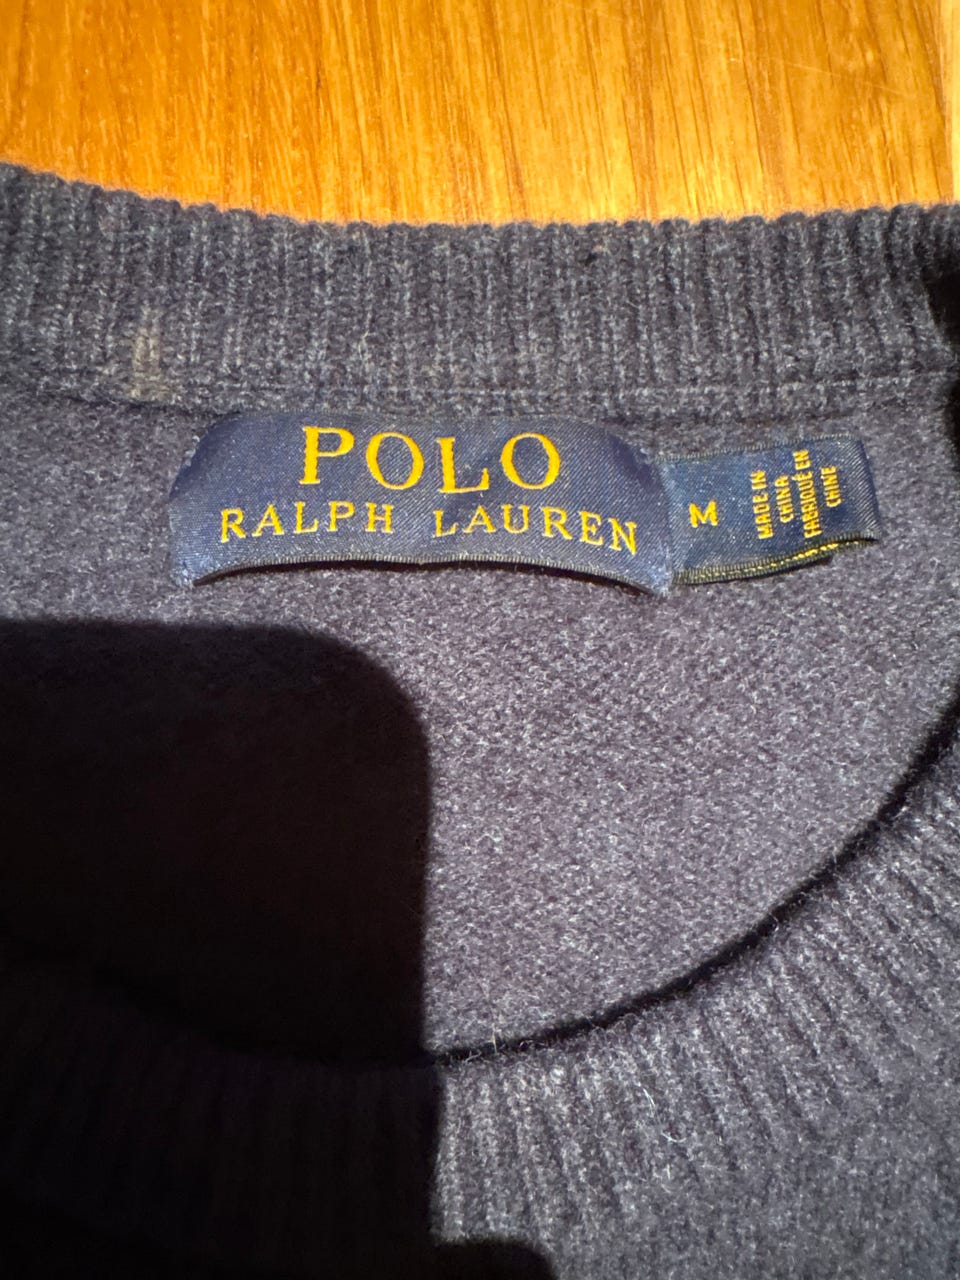 POLO
RALPH LAUREN
M
MADE IN
CHINA
FABRIQUÉ EN
CHINE